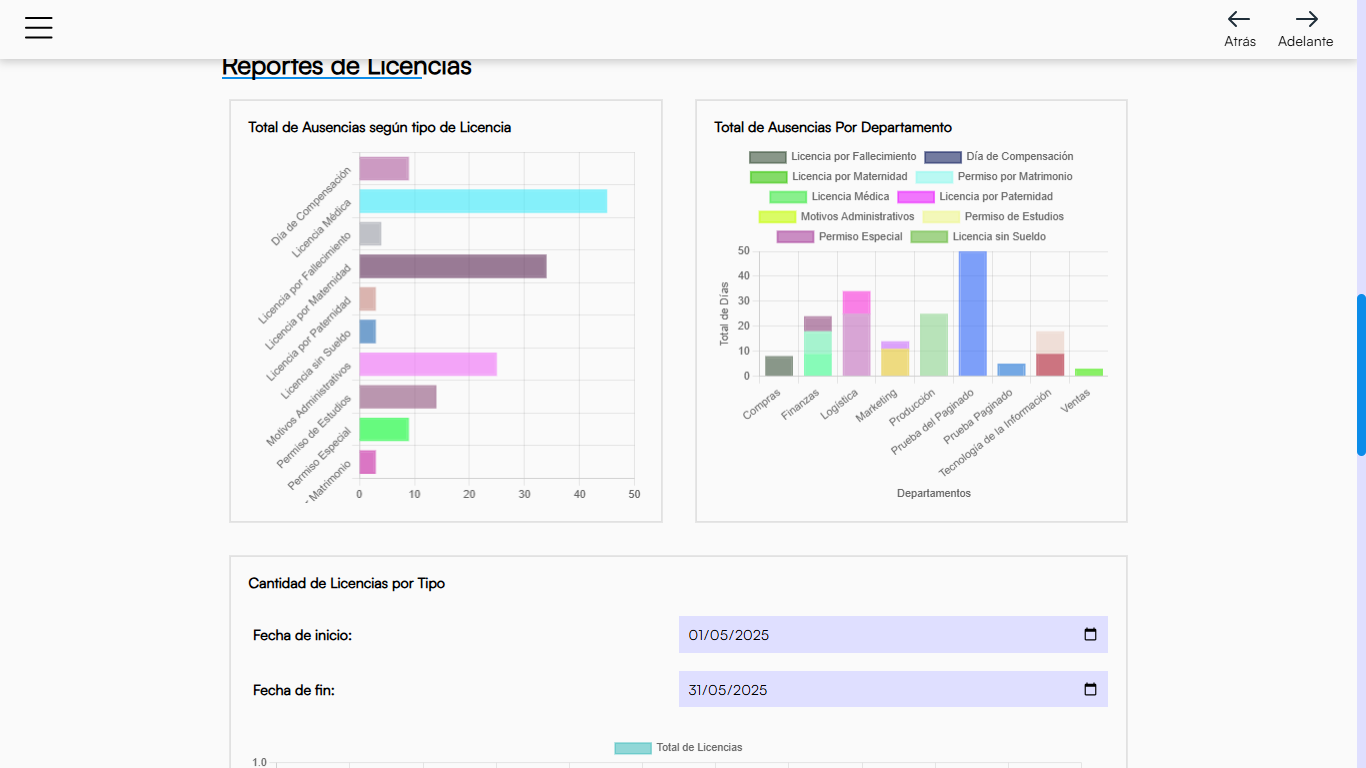 Atrás
Adelante
Reportes de Licencias
Total de Ausencias según tipo de Licencia
Día de Compensación
Licencia Médica
Licencia por Fallecimiento
Licencia por Maternidad
Licencia por Paternidad
Licencia sin Sueldo
Motivos Administrativos
Permiso de Estudios
Permiso Especial
r Matrimonio
0 10 20 30 40 50
Total de Ausencias Por Departamento
Licencia por Fallecimiento Día de Compensación
Licencia por Maternidad Permiso por Matrimonio
Licencia Médica Licencia por Paternidad
Motivos Administrativos Permiso de Estudios
Permiso Especial Licencia sin Sueldo
Total de Días
50
40
30
20
10
0
Compras
Finanzas
Logística
Marketing
Producción
Prueba del Paginado
Prueba Paginado
Tecnología de la Información
Ventas
Departamentos
Cantidad de Licencias por Tipo
Fecha de inicio: 01/05/2025
Fecha de fin: 31/05/2025
Total de Licencias
1.0